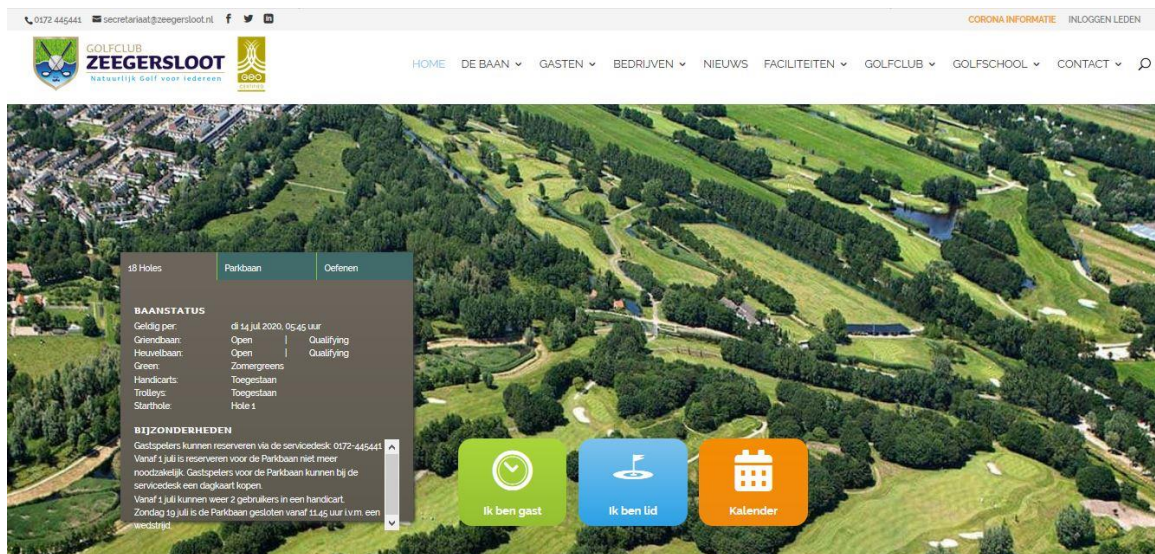 0172 445441 secretariaat@zeegersloot.nl
CORONA INFORMATIE INLOGGEN LEDEN
GOLFCLUB
ZEEGERSLOOT
Natuurlijk Golf voor iedereen
GEO
CERTIFIED
HOME DE BAAN GASTEN BEDRIJVEN NIEUWS FACILITEITEN GOLFCLUB GOLFSCHOOL CONTACT
18 Holes Parkbaan Oefenen
BAANSTATUS
Geldig per: di 14 jul 2020, 05:45 uur
Griendbaan: Open | Qualifying
Heuvelbaan: Open | Qualifying
Green: Zomergreens
Handicarts: Toegestaan
Trolleys: Toegestaan
Starthole: Hole 1
BIJZONDERHEDEN
Gastspelers kunnen reserveren via de servicedesk: 0172-445441
Vanaf 1 juli is reserveren voor de Parkbaan niet meer
noodzakelijk. Gastspelers voor de Parkbaan kunnen bij de
servicedesk een dagkaart kopen.
Vanaf 1 juli kunnen weer 2 gebruikers in een handicart.
Zondag 19 juli is de Parkbaan gesloten vanaf 11.45 uur i.v.m. een
wedstrijd
Ik ben gast
Ik ben lid
Kalender